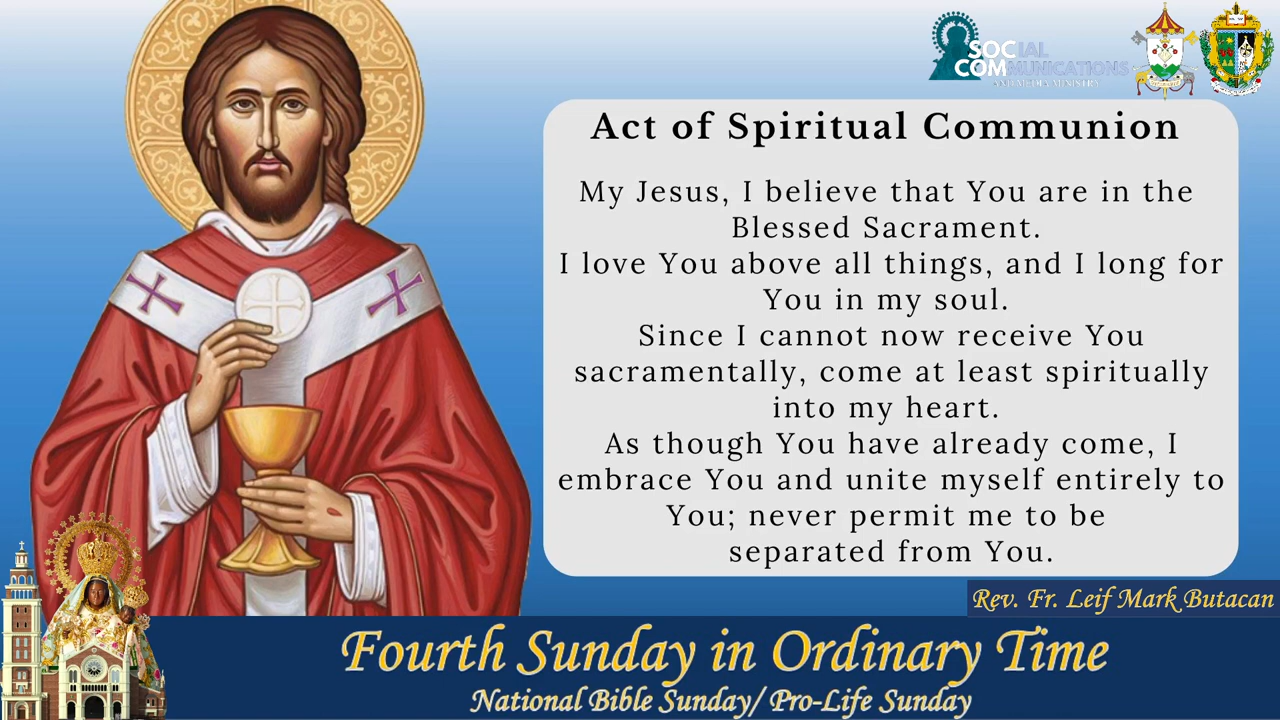 SOCIAL
COMMUNICATIONS
AND MEDIA MINISTRY
Act of Spiritual Communion
My Jesus, I believe that You are in the
Blessed Sacrament.
I love You above all things, and I long for
You in my soul.
Since I cannot now receive You
sacramentally, come at least spiritually
into my heart.
As though You have already come, I
embrace You and unite myself entirely to
You; never permit me to be
separated from You.
Rev. Fr. Leif Mark Butacan
Fourth Sunday in Ordinary Time
National Bible Sunday/ Pro-Life Sunday